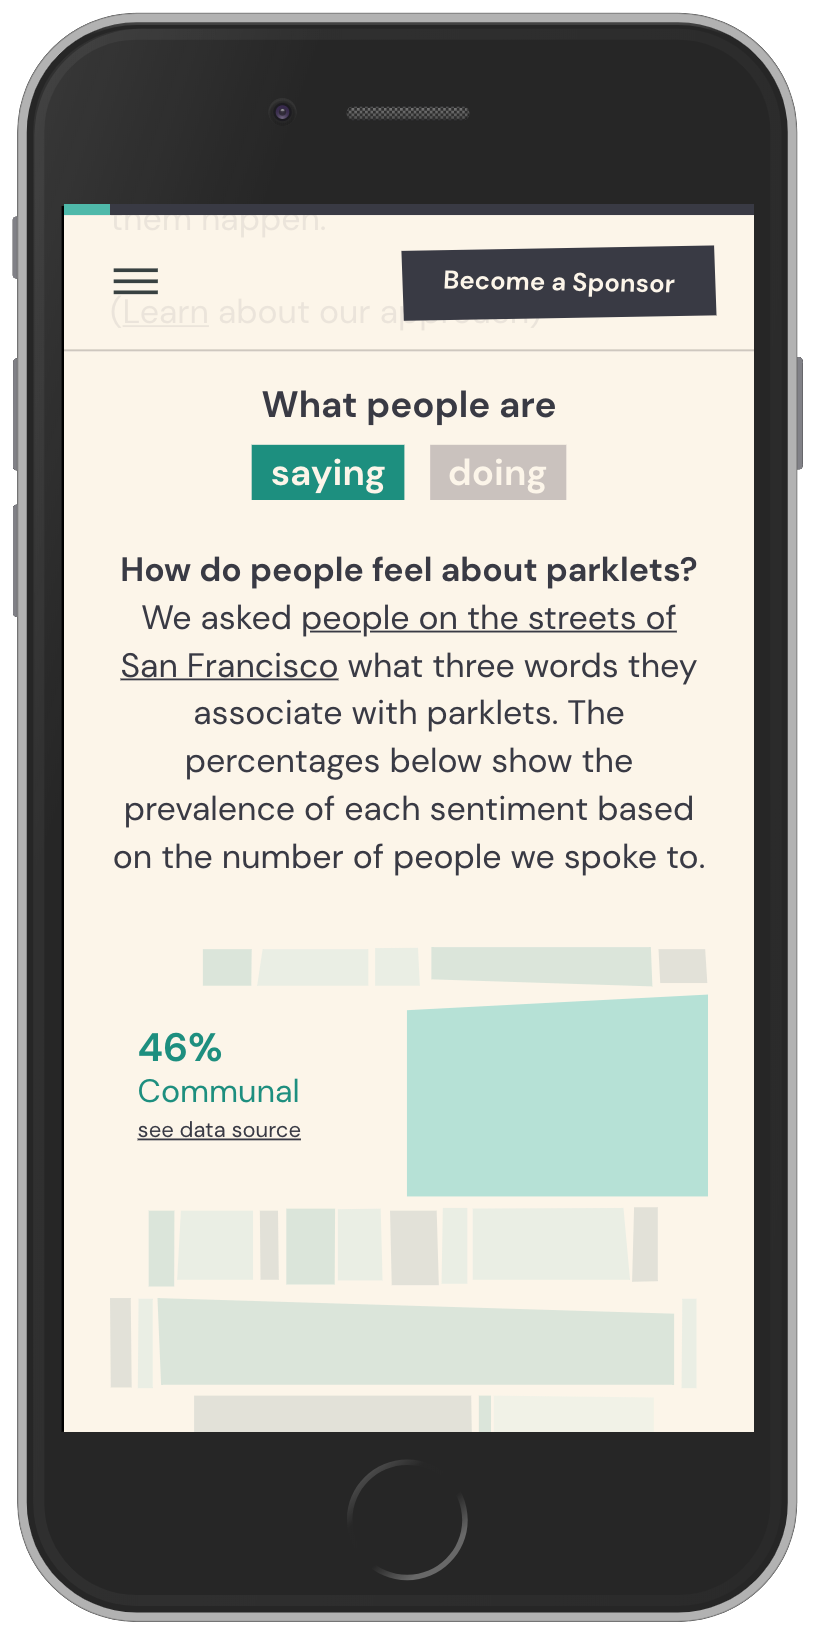 them happen.
Become a Sponsor
(Learn about our approach)
What people are
saying doing
How do people feel about parklets?
We asked people on the streets of
San Francisco what three words they
associate with parklets. The
percentages below show the
prevalence of each sentiment based
on the number of people we spoke to.
46%
Communal
see data source